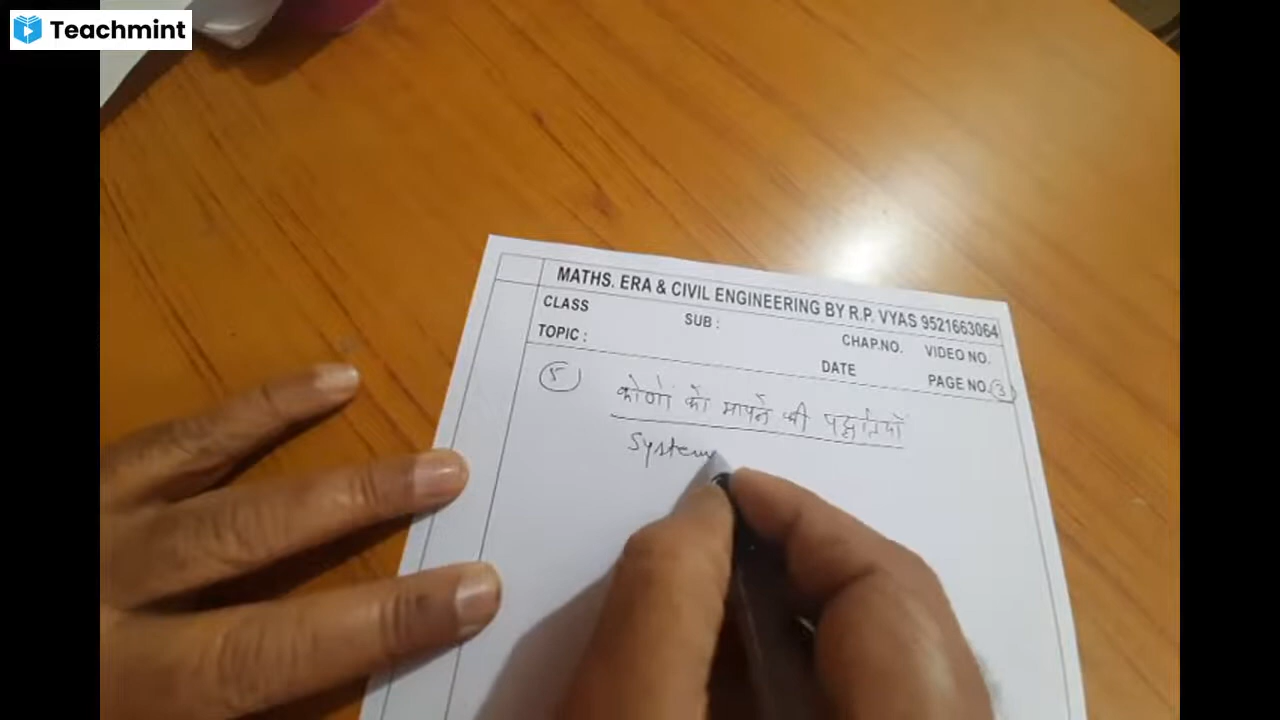 Teachmint
MATHS. ERA & CIVIL ENGINEERING BY R.P. VYAS 9521663064
CLASS SUB : CHAP.NO. VIDEO NO.
TOPIC : DATE PAGE NO. 3
5 कोणों को मापने की पद्धतियाँ
System